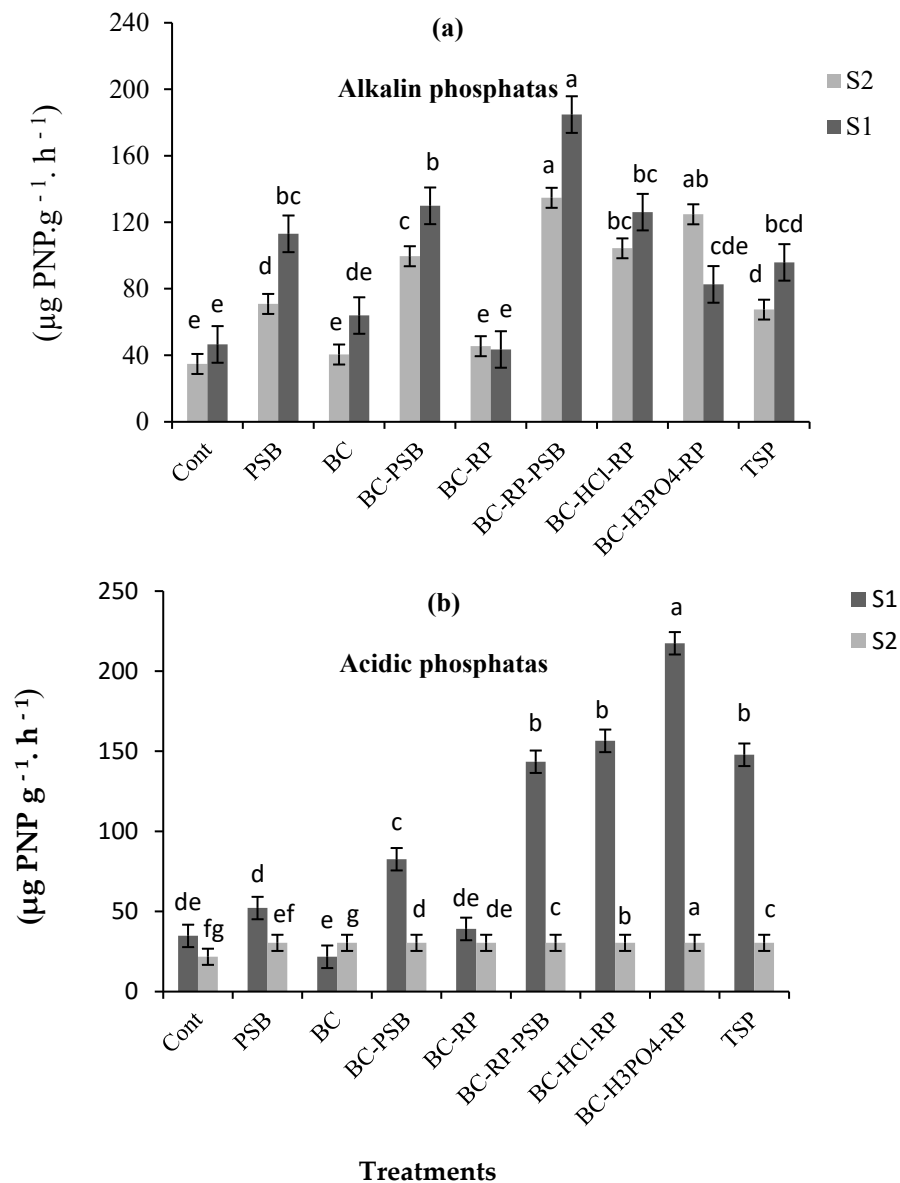 (a)
Alkalin phosphatas
(µg PNP.g⁻¹. h⁻¹)
240
200
160
120
80
40
0
S2
S1
e e
d bc
e de
c b
e e
a a
bc bc
ab cde
d bcd
Cont PSB BC BC-PSB BC-RP BC-RP-PSB BC-HCl-RP BC-H3PO4-RP TSP
(b)
Acidic phosphatas
(µg PNP g⁻¹. h⁻¹)
250
200
150
100
50
0
S1
S2
de fg
d ef
e g
c d
de de
b c
b b
a a
b c
Cont PSB BC BC-PSB BC-RP BC-RP-PSB BC-HCl-RP BC-H3PO4-RP TSP
Treatments